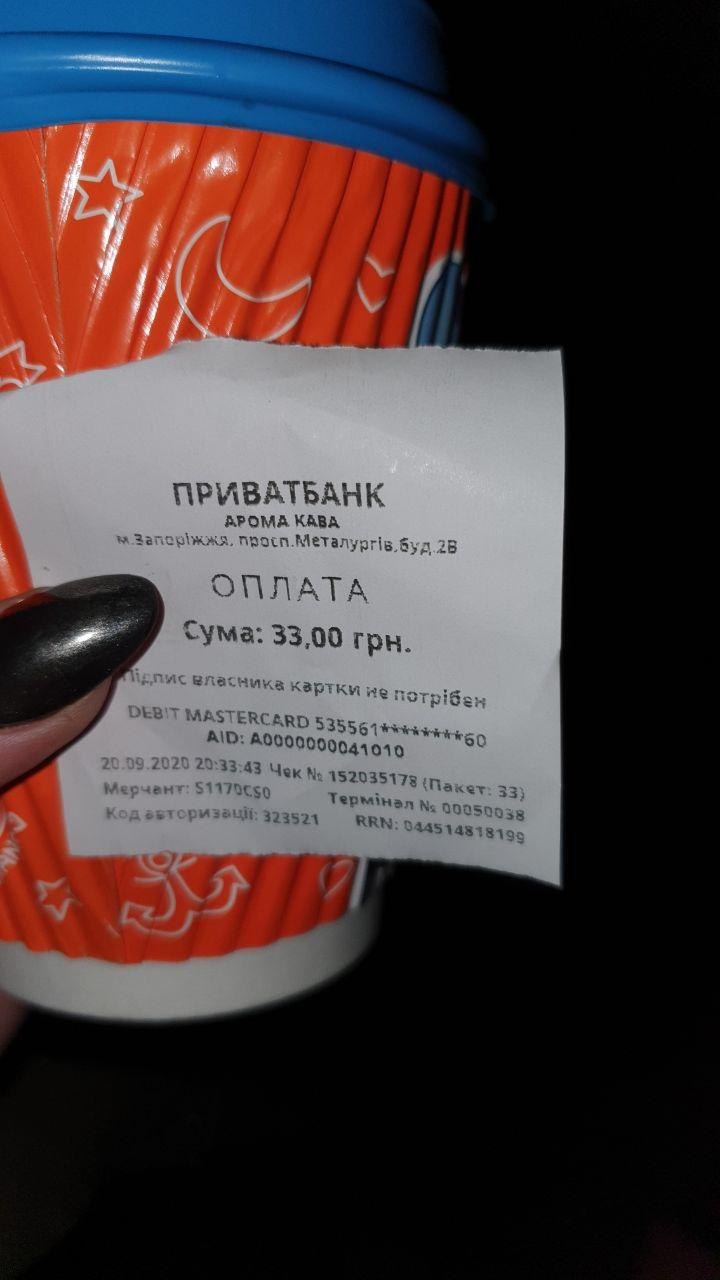 ПРИВАТБАНК
АРОМА КАВА
м.Запоріжжя, просп.Металургів,буд.2В
ОПЛАТА
Сума: 33,00 грн.
Підпис власника картки не потрібен
DEBIT MASTERCARD 535561********60
AID: A0000000041010
20.09.2020 20:33:43 Чек № 152035178 (Пакет: 33)
Мерчант: S1170CS0 Термінал № 00050038
Код авторизації: 323521 RRN: 044514818199